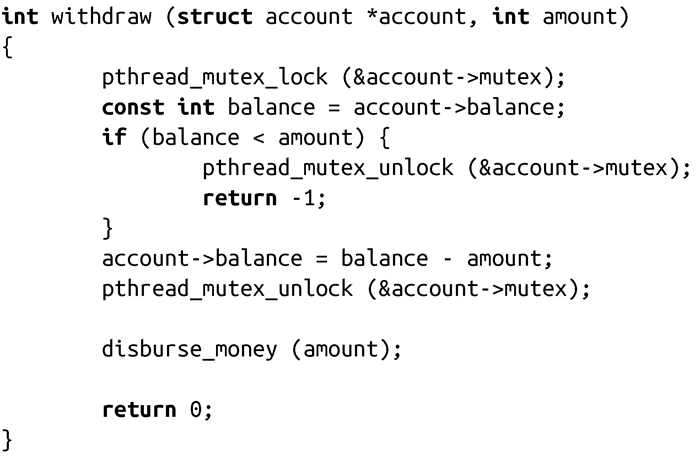 int withdraw (struct account *account, int amount)
{
        pthread_mutex_lock (&account->mutex);
        const int balance = account->balance;
        if (balance < amount) {
                pthread_mutex_unlock (&account->mutex);
                return -1;
        }
        account->balance = balance - amount;
        pthread_mutex_unlock (&account->mutex);

        disburse_money (amount);

        return 0;
}